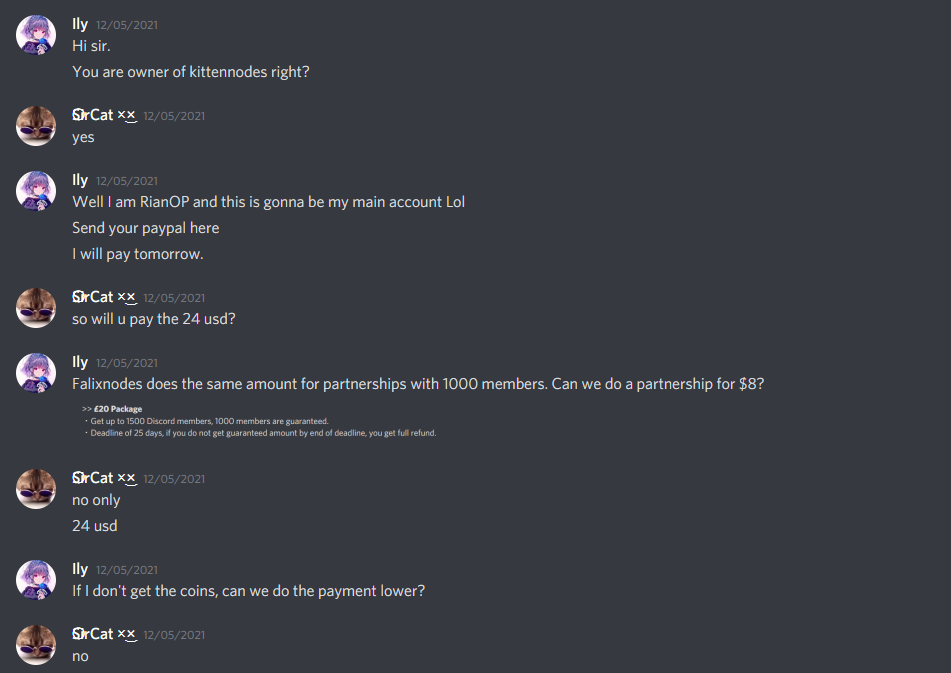 Ily 12/05/2021
Hi sir.
You are owner of kittennodes right?
SirCat ×͜× 12/05/2021
yes
Ily 12/05/2021
Well I am RianOP and this is gonna be my main account Lol
Send your paypal here
I will pay tomorrow.
SirCat ×͜× 12/05/2021
so will u pay the 24 usd?
Ily 12/05/2021
Falixnodes does the same amount for partnerships with 1000 members. Can we do a partnership for $8?
>> £20 Package
· Get up to 1500 Discord members, 1000 members are guaranteed.
· Deadline of 25 days, if you do not get guaranteed amount by end of deadline, you get full refund.
SirCat ×͜× 12/05/2021
no only
24 usd
Ily 12/05/2021
If I don't get the coins, can we do the payment lower?
SirCat ×͜× 12/05/2021
no